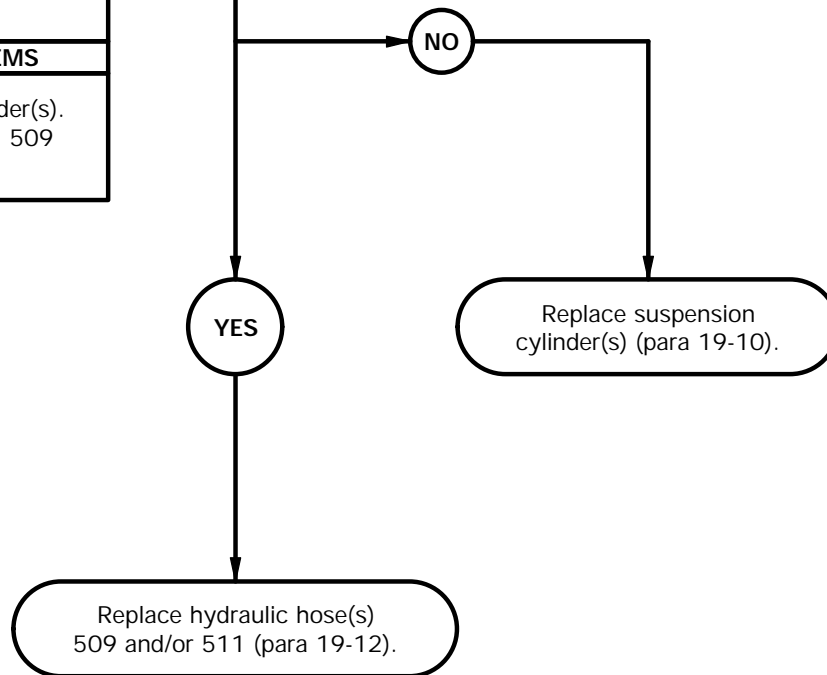 NO
EMS
der(s).
509
YES
Replace suspension
cylinder(s) (para 19-10).
Replace hydraulic hose(s)
509 and/or 511 (para 19-12).